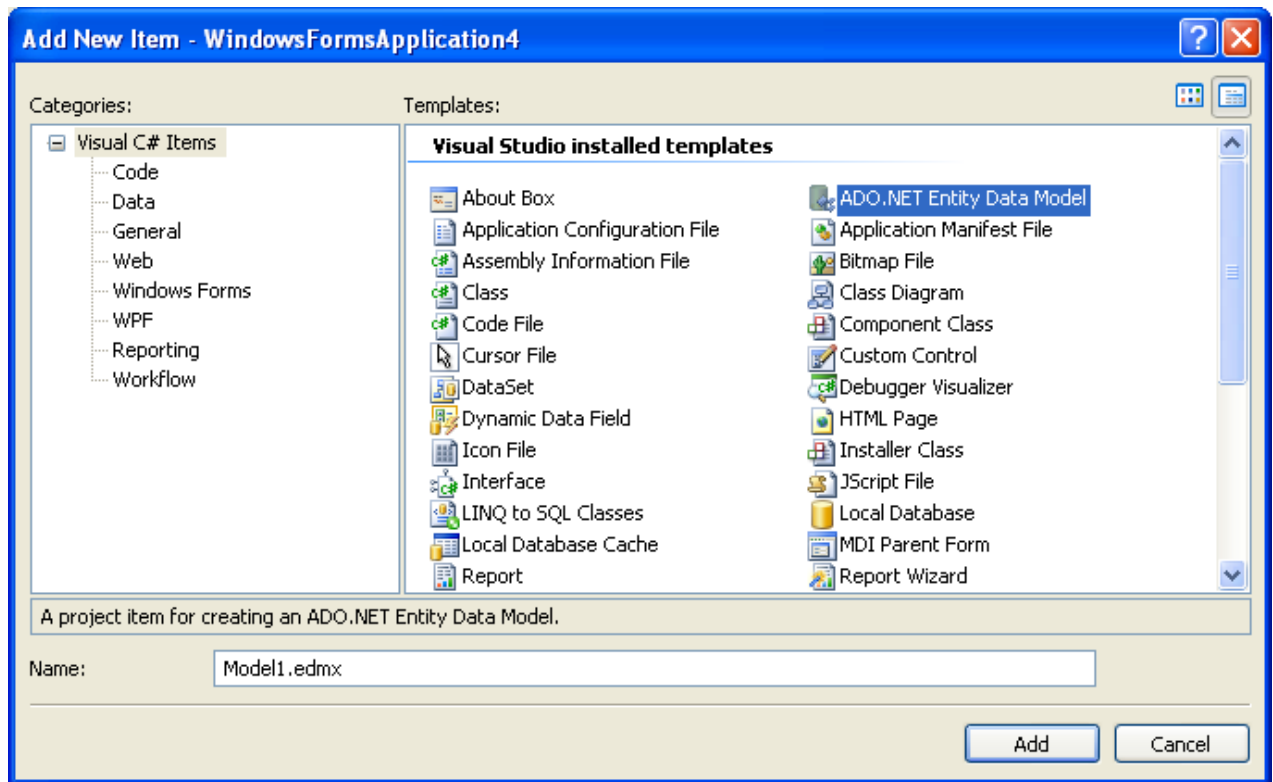 Add New Item - WindowsFormsApplication4
Categories:
Templates:
Visual C# Items
Code
Data
General
Web
Windows Forms
WPF
Reporting
Workflow
Visual Studio installed templates
About Box
ADO.NET Entity Data Model
Application Configuration File
Application Manifest File
Assembly Information File
Bitmap File
Class
Class Diagram
Code File
Component Class
Cursor File
Custom Control
DataSet
Debugger Visualizer
Dynamic Data Field
HTML Page
Icon File
Installer Class
Interface
JScript File
LINQ to SQL Classes
Local Database
Local Database Cache
MDI Parent Form
Report
Report Wizard
A project item for creating an ADO.NET Entity Data Model.
Name:
Model1.edmx
Add
Cancel